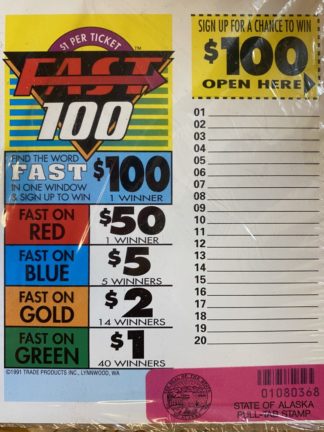 $1 PER TICKET
FAST™
100
FIND THE WORD
FAST
IN ONE WINDOW
& SIGN UP TO WIN
$100
1 WINNER
FAST ON
RED
$50
1 WINNER
FAST ON
BLUE
$5
5 WINNERS
FAST ON
GOLD
$2
14 WINNERS
FAST ON
GREEN
$1
40 WINNERS
©1991 TRADE PRODUCTS INC., LYNNWOOD, WA
SIGN UP FOR A CHANCE TO WIN
$100
OPEN HERE
01
02
03
04
05
06
07
08
09
10
11
12
13
14
15
16
17
18
19
20
01080368
STATE OF ALASKA
PULL-TAB STAMP